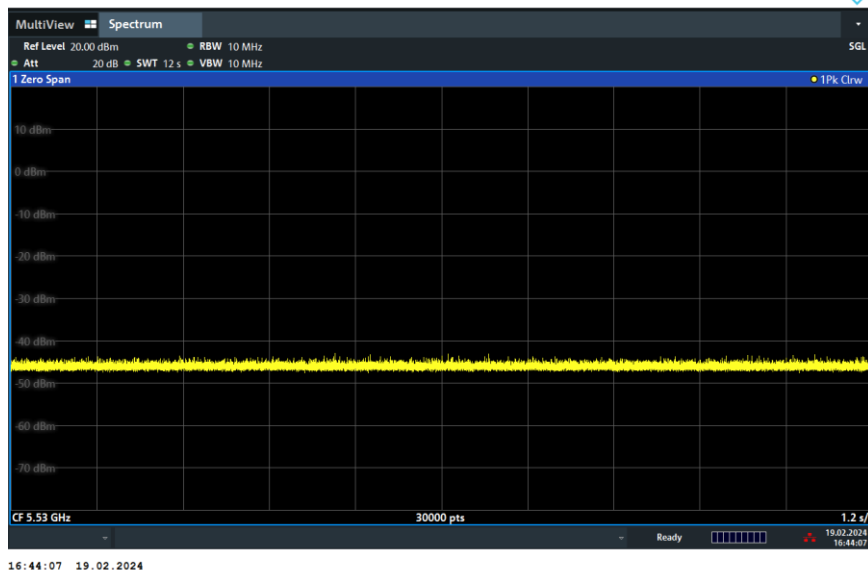 MultiView Spectrum
Ref Level 20.00 dBm RBW 10 MHz SGL
Att 20 dB SWT 12 s VBW 10 MHz
1 Zero Span 1Pk Clrw
10 dBm
0 dBm
-10 dBm
-20 dBm
-30 dBm
-40 dBm
-50 dBm
-60 dBm
-70 dBm
CF 5.53 GHz 30000 pts 1.2 s/
Ready 19.02.2024
16:44:07
16:44:07 19.02.2024